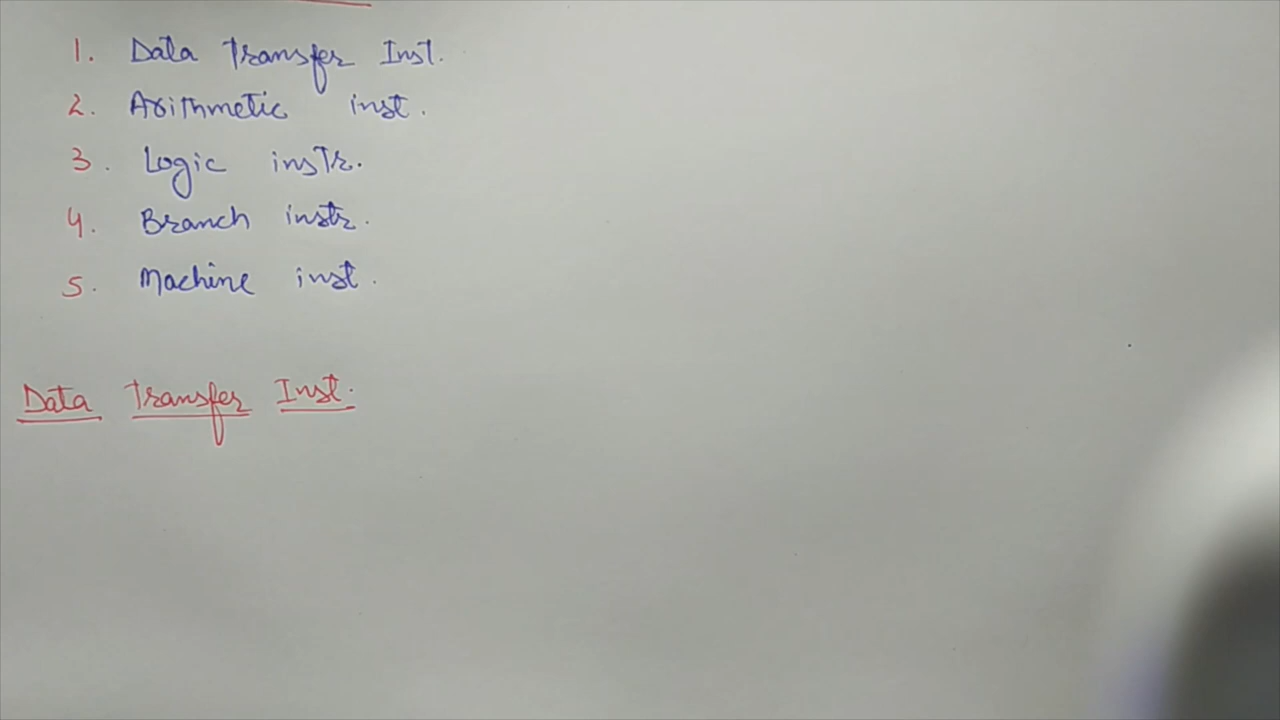 1. Data Transfer Inst.
2. Arithmetic inst.
3. Logic instr.
4. Branch instr.
5. Machine inst.
Data Transfer Inst.